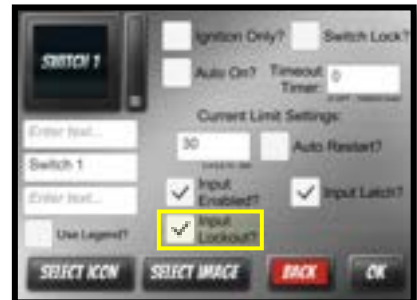 SWITCH 1
Ignition Only?
Switch Lock?
Auto On?
Timeout Timer:
0
Current Limit Settings:
Enter text...
30
Auto Restart?
Switch 1
Input Enabled?
Input Latch?
Enter text...
Use Legend?
Input Lockout?
SELECT ICON
SELECT IMAGE
BACK
OK